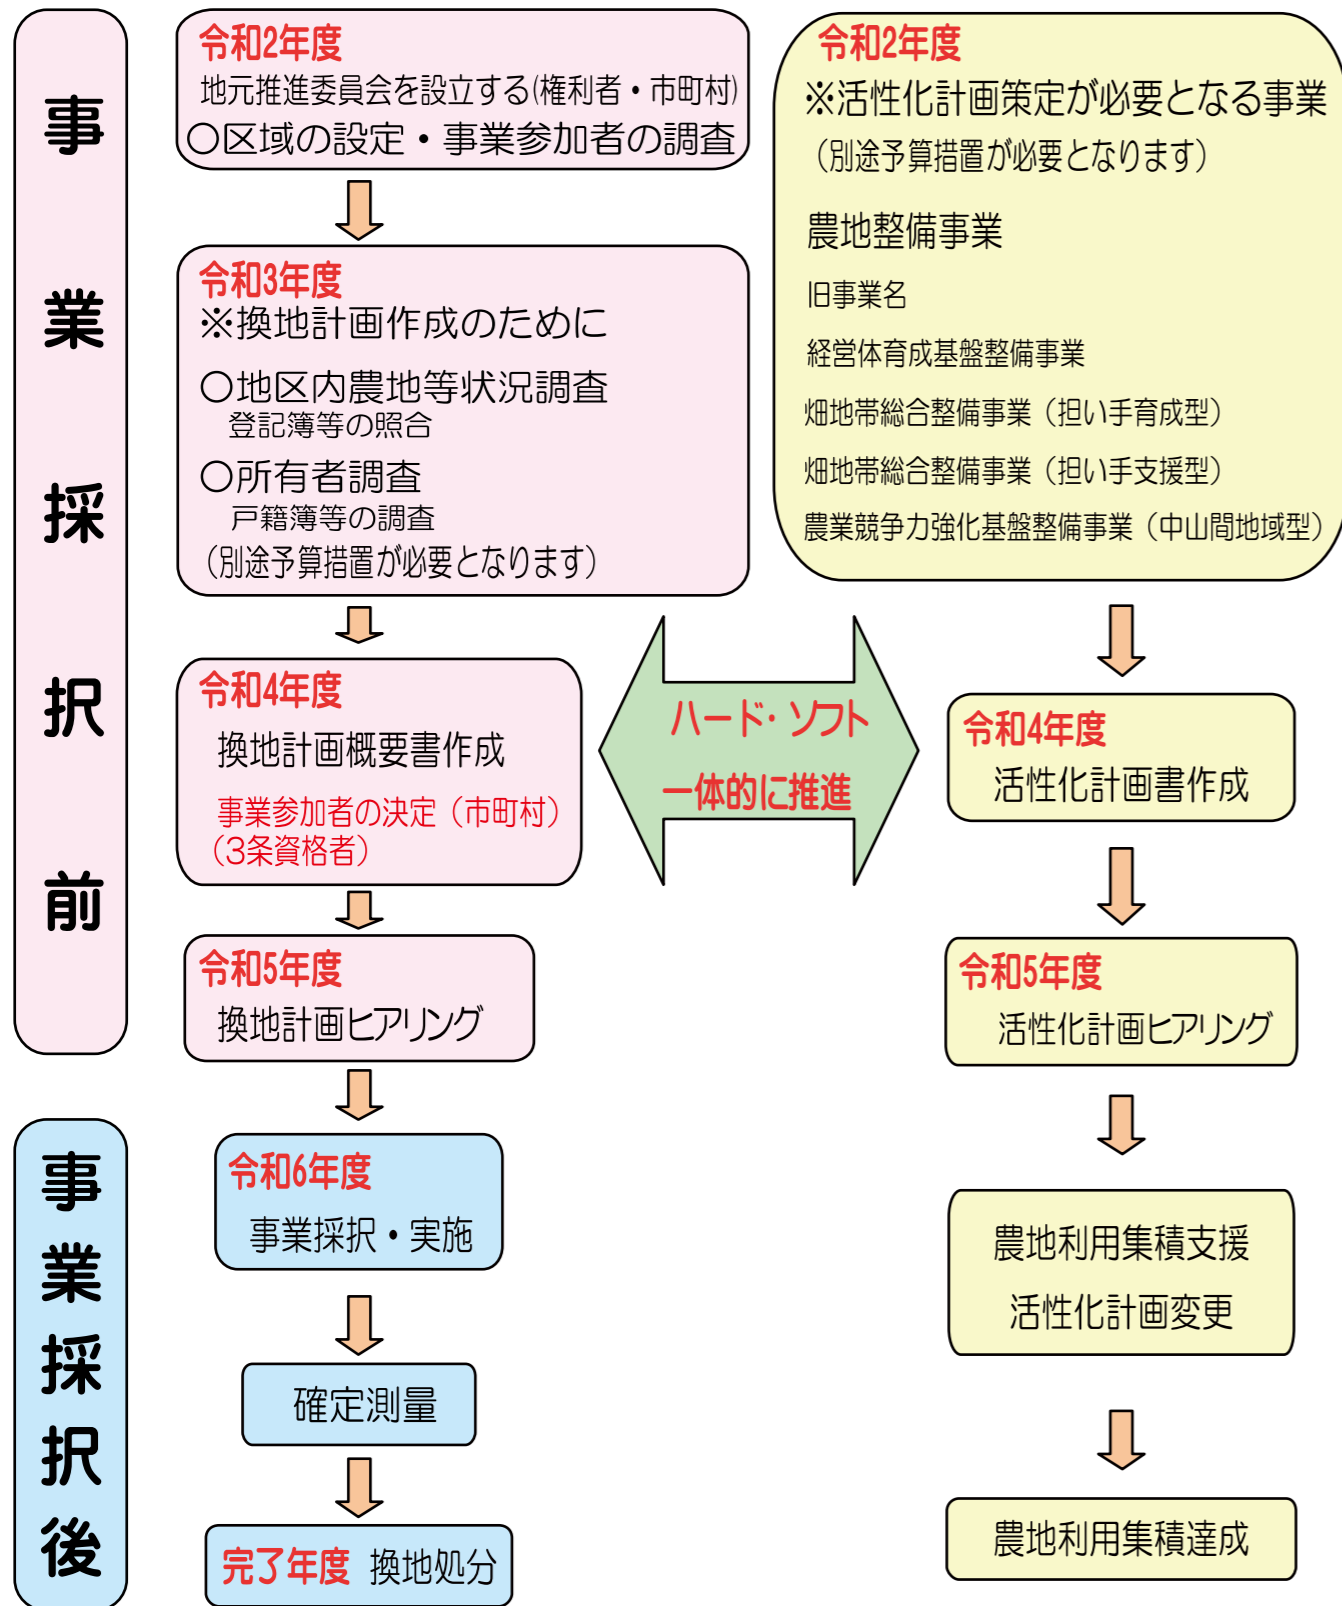 事業採択前
令和2年度
地元推進委員会を設立する(権利者・市町村)
〇区域の設定・事業参加者の調査
令和3年度
※換地計画作成のために
〇地区内農地等状況調査
登記簿等の照合
〇所有者調査
戸籍簿等の調査
（別途予算措置が必要となります）
令和4年度
換地計画概要書作成
事業参加者の決定（市町村）
（3条資格者）
令和5年度
換地計画ヒアリング
ハード・ソフト
一体的に推進
令和2年度
※活性化計画策定が必要となる事業
（別途予算措置が必要となります）
農地整備事業
旧事業名
経営体育成基盤整備事業
畑地帯総合整備事業（担い手育成型）
畑地帯総合整備事業（担い手支援型）
農業競争力強化基盤整備事業（中山間地域型）
令和4年度
活性化計画書作成
令和5年度
活性化計画ヒアリング
事業採択後
令和6年度
事業採択・実施
確定測量
完了年度 換地処分
農地利用集積支援
活性化計画変更
農地利用集積達成